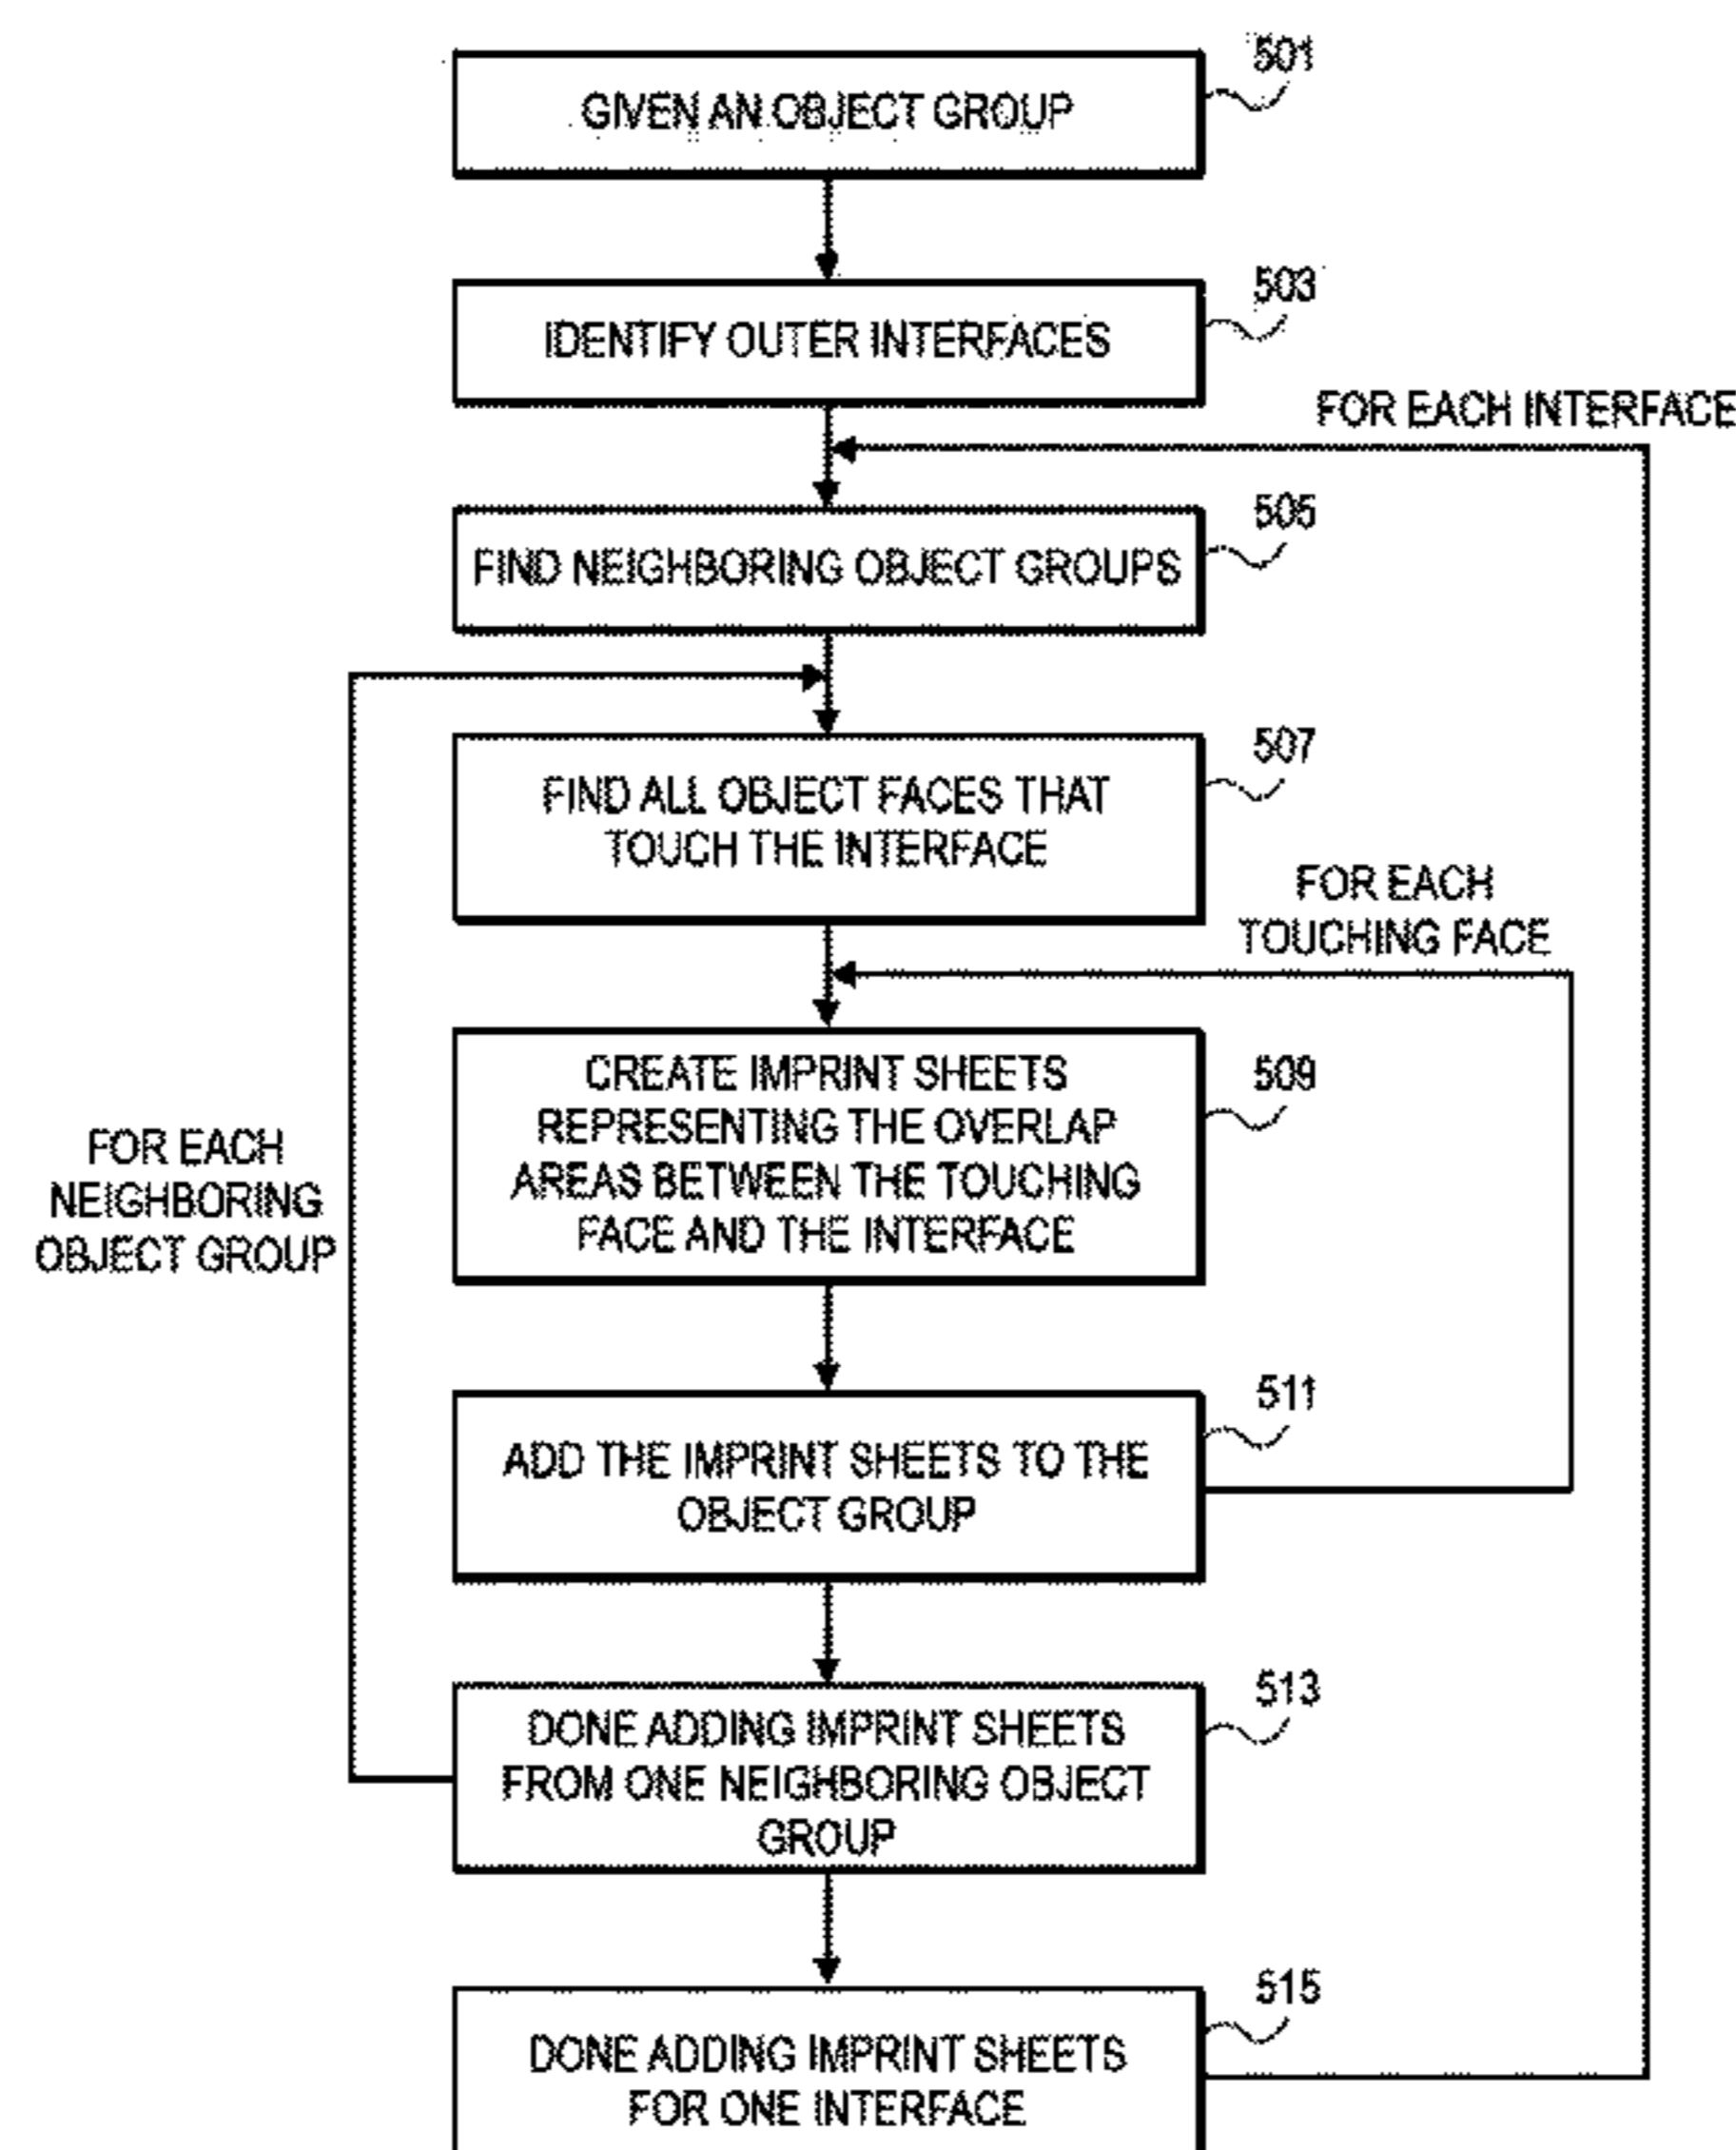 501
GIVEN AN OBJECT GROUP
503
IDENTIFY OUTER INTERFACES
FOR EACH INTERFACE
505
FIND NEIGHBORING OBJECT GROUPS
507
FIND ALL OBJECT FACES THAT
TOUCH THE INTERFACE
FOR EACH
TOUCHING FACE
509
CREATE IMPRINT SHEETS
REPRESENTING THE OVERLAP
AREAS BETWEEN THE TOUCHING
FACE AND THE INTERFACE
FOR EACH
NEIGHBORING
OBJECT GROUP
511
ADD THE IMPRINT SHEETS TO THE
OBJECT GROUP
513
DONE ADDING IMPRINT SHEETS
FROM ONE NEIGHBORING OBJECT
GROUP
515
DONE ADDING IMPRINT SHEETS
FOR ONE INTERFACE